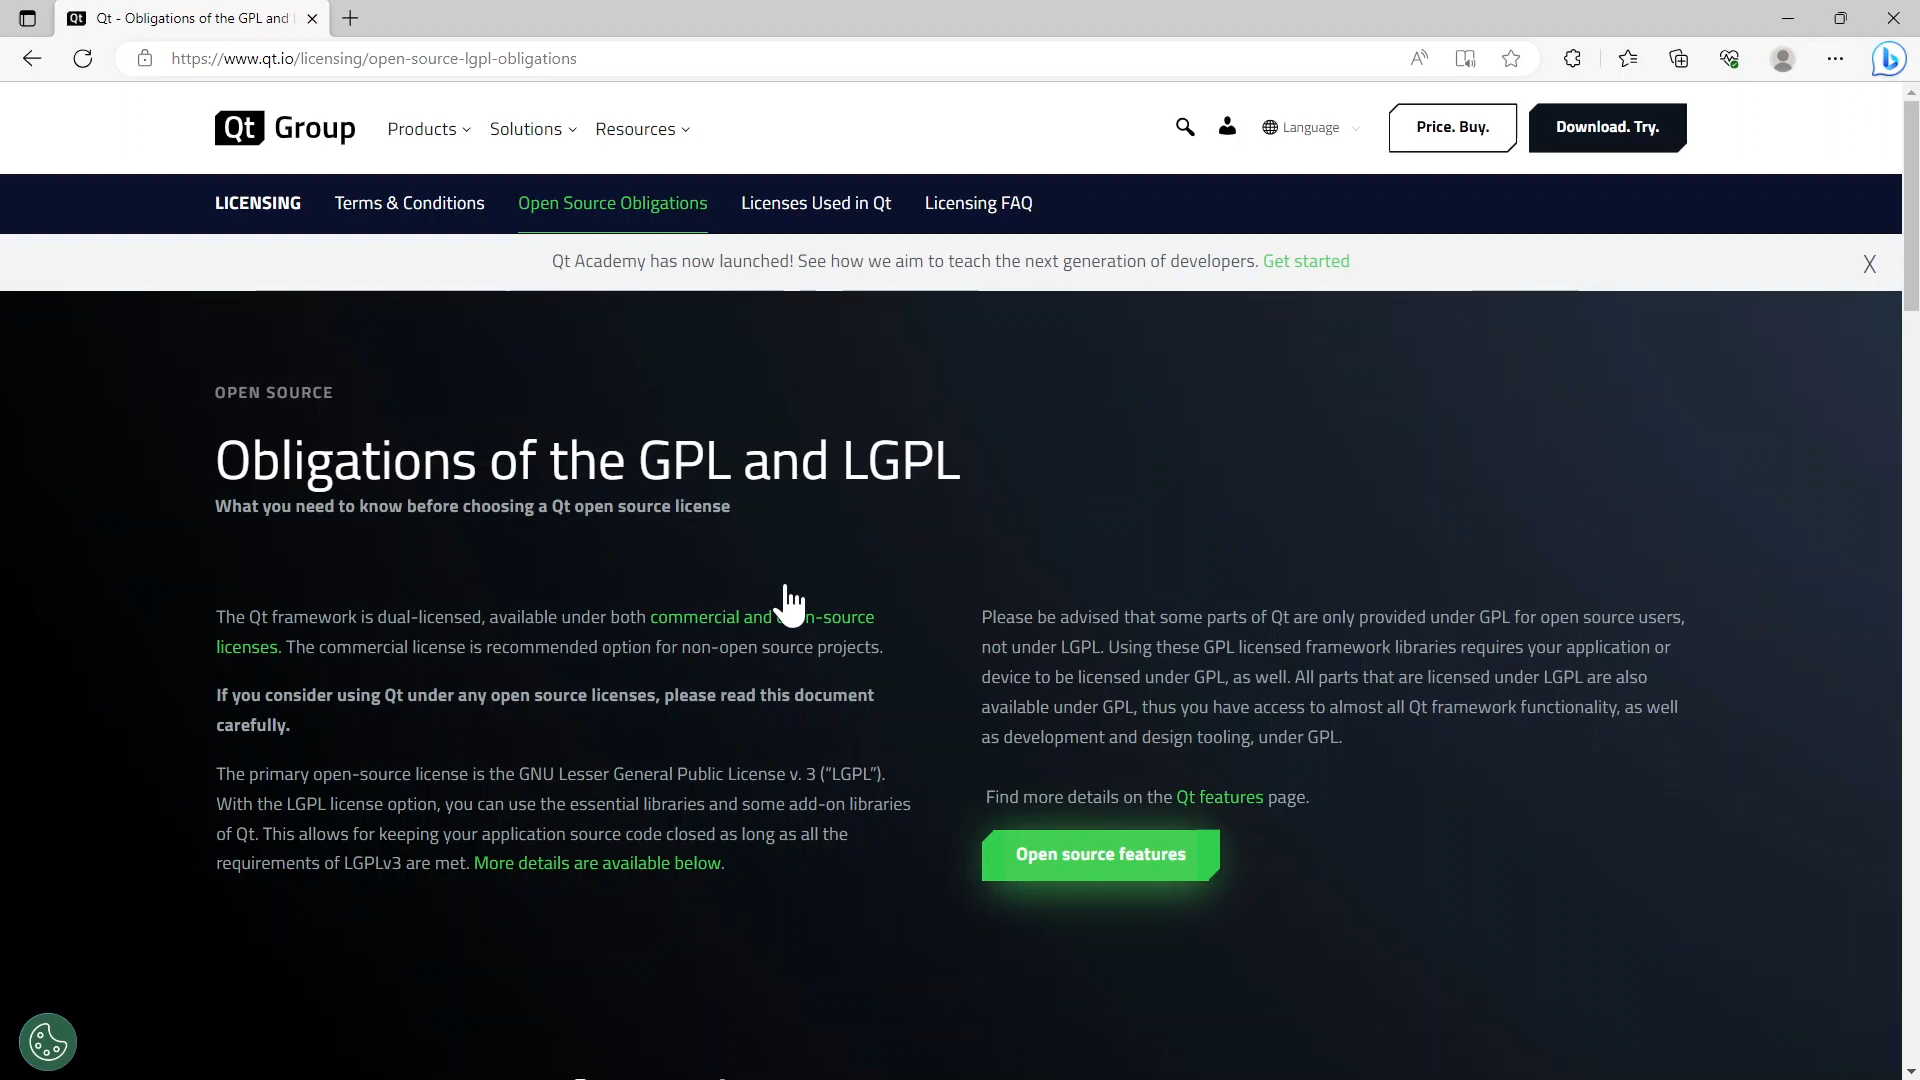 Qt Qt - Obligations of the GPL and
https://www.qt.io/licensing/open-source-lgpl-obligations
Qt Group Products Solutions Resources Language Price. Buy. Download. Try.
LICENSING Terms & Conditions Open Source Obligations Licenses Used in Qt Licensing FAQ
Qt Academy has now launched! See how we aim to teach the next generation of developers. Get started X
OPEN SOURCE
Obligations of the GPL and LGPL
What you need to know before choosing a Qt open source license
The Qt framework is dual-licensed, available under both commercial and n-source
licenses. The commercial license is recommended option for non-open source projects.
If you consider using Qt under any open source licenses, please read this document
carefully.
The primary open-source license is the GNU Lesser General Public License v. 3 (“LGPL”).
With the LGPL license option, you can use the essential libraries and some add-on libraries
of Qt. This allows for keeping your application source code closed as long as all the
requirements of LGPLv3 are met. More details are available below.
Please be advised that some parts of Qt are only provided under GPL for open source users,
not under LGPL. Using these GPL licensed framework libraries requires your application or
device to be licensed under GPL, as well. All parts that are licensed under LGPL are also
available under GPL, thus you have access to almost all Qt framework functionality, as well
as development and design tooling, under GPL.
Find more details on the Qt features page.
Open source features